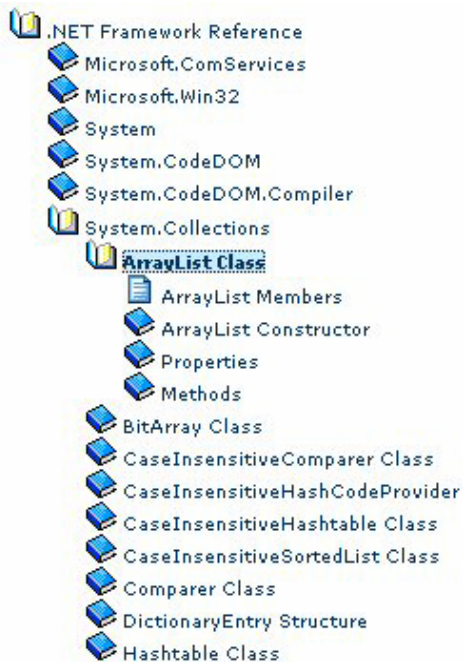 .NET Framework Reference
Microsoft.ComServices
Microsoft.Win32
System
System.CodeDOM
System.CodeDOM.Compiler
System.Collections
ArrayList Class
ArrayList Members
ArrayList Constructor
Properties
Methods
BitArray Class
CaseInsensitiveComparer Class
CaseInsensitiveHashCodeProvider
CaseInsensitiveHashtable Class
CaseInsensitiveSortedList Class
Comparer Class
DictionaryEntry Structure
Hashtable Class